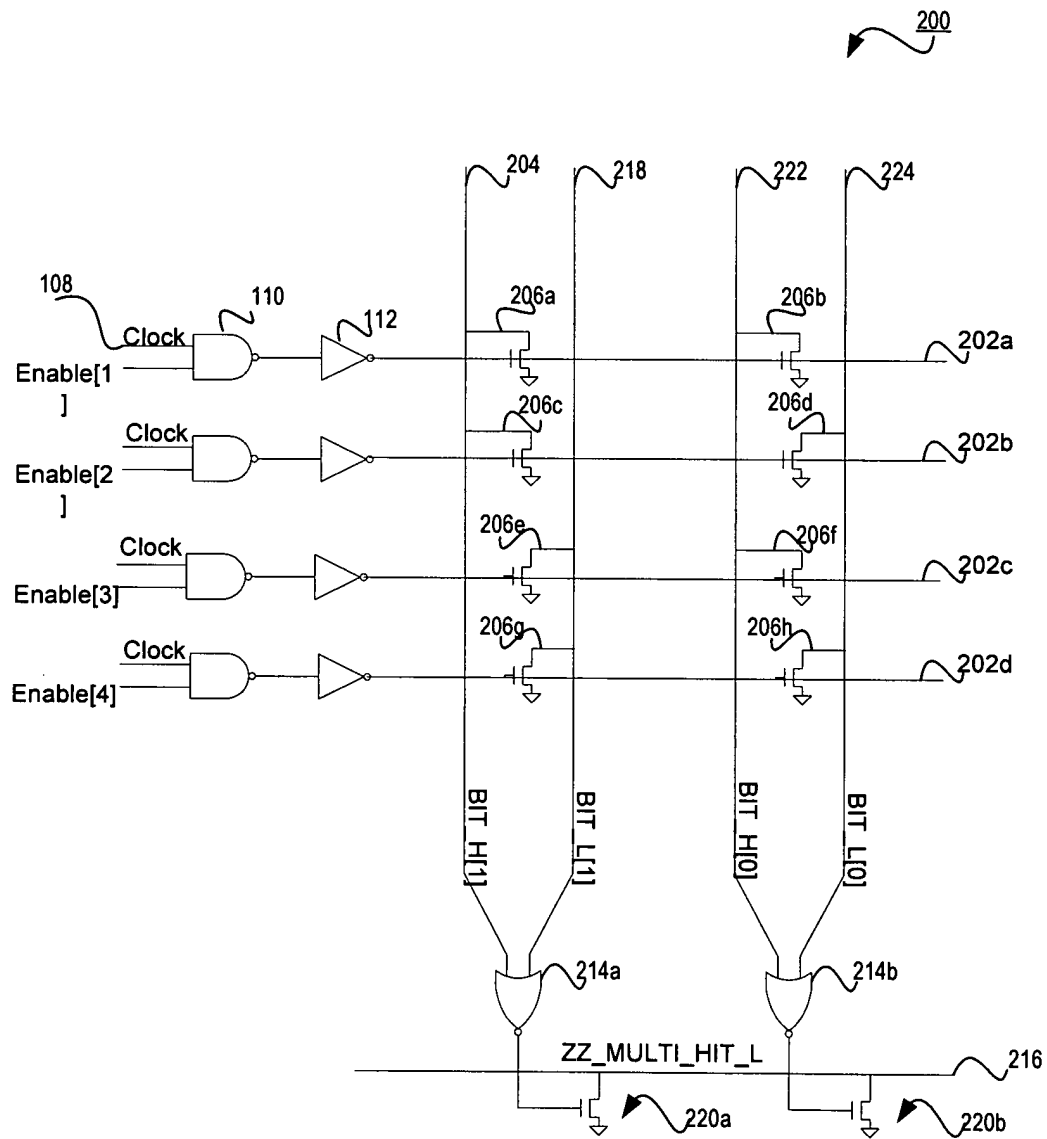 200
204
218
222
224
108
110
112
206a
206b
Clock
202a
Enable[1
]
206c
206d
Clock
202b
Enable[2
]
206e
206f
Clock
202c
Enable[3]
206g
206h
Clock
202d
Enable[4]
BIT_H[1]
BIT_L[1]
BIT_H[0]
BIT_L[0]
214a
214b
ZZ_MULTI_HIT_L
216
220a
220b